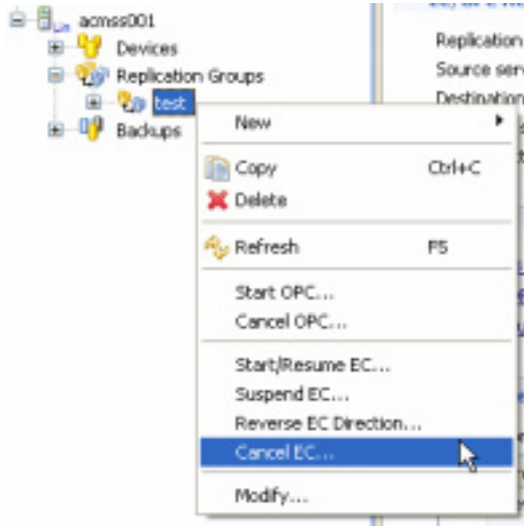 acmss001
Devices
Replication Groups
test
Backups
Replication
Source serv
Destination
New
Copy Ctrl+C
Delete
Refresh F5
Start OPC...
Cancel OPC...
Start/Resume EC...
Suspend EC...
Reverse EC Direction...
Cancel EC...
Modify...